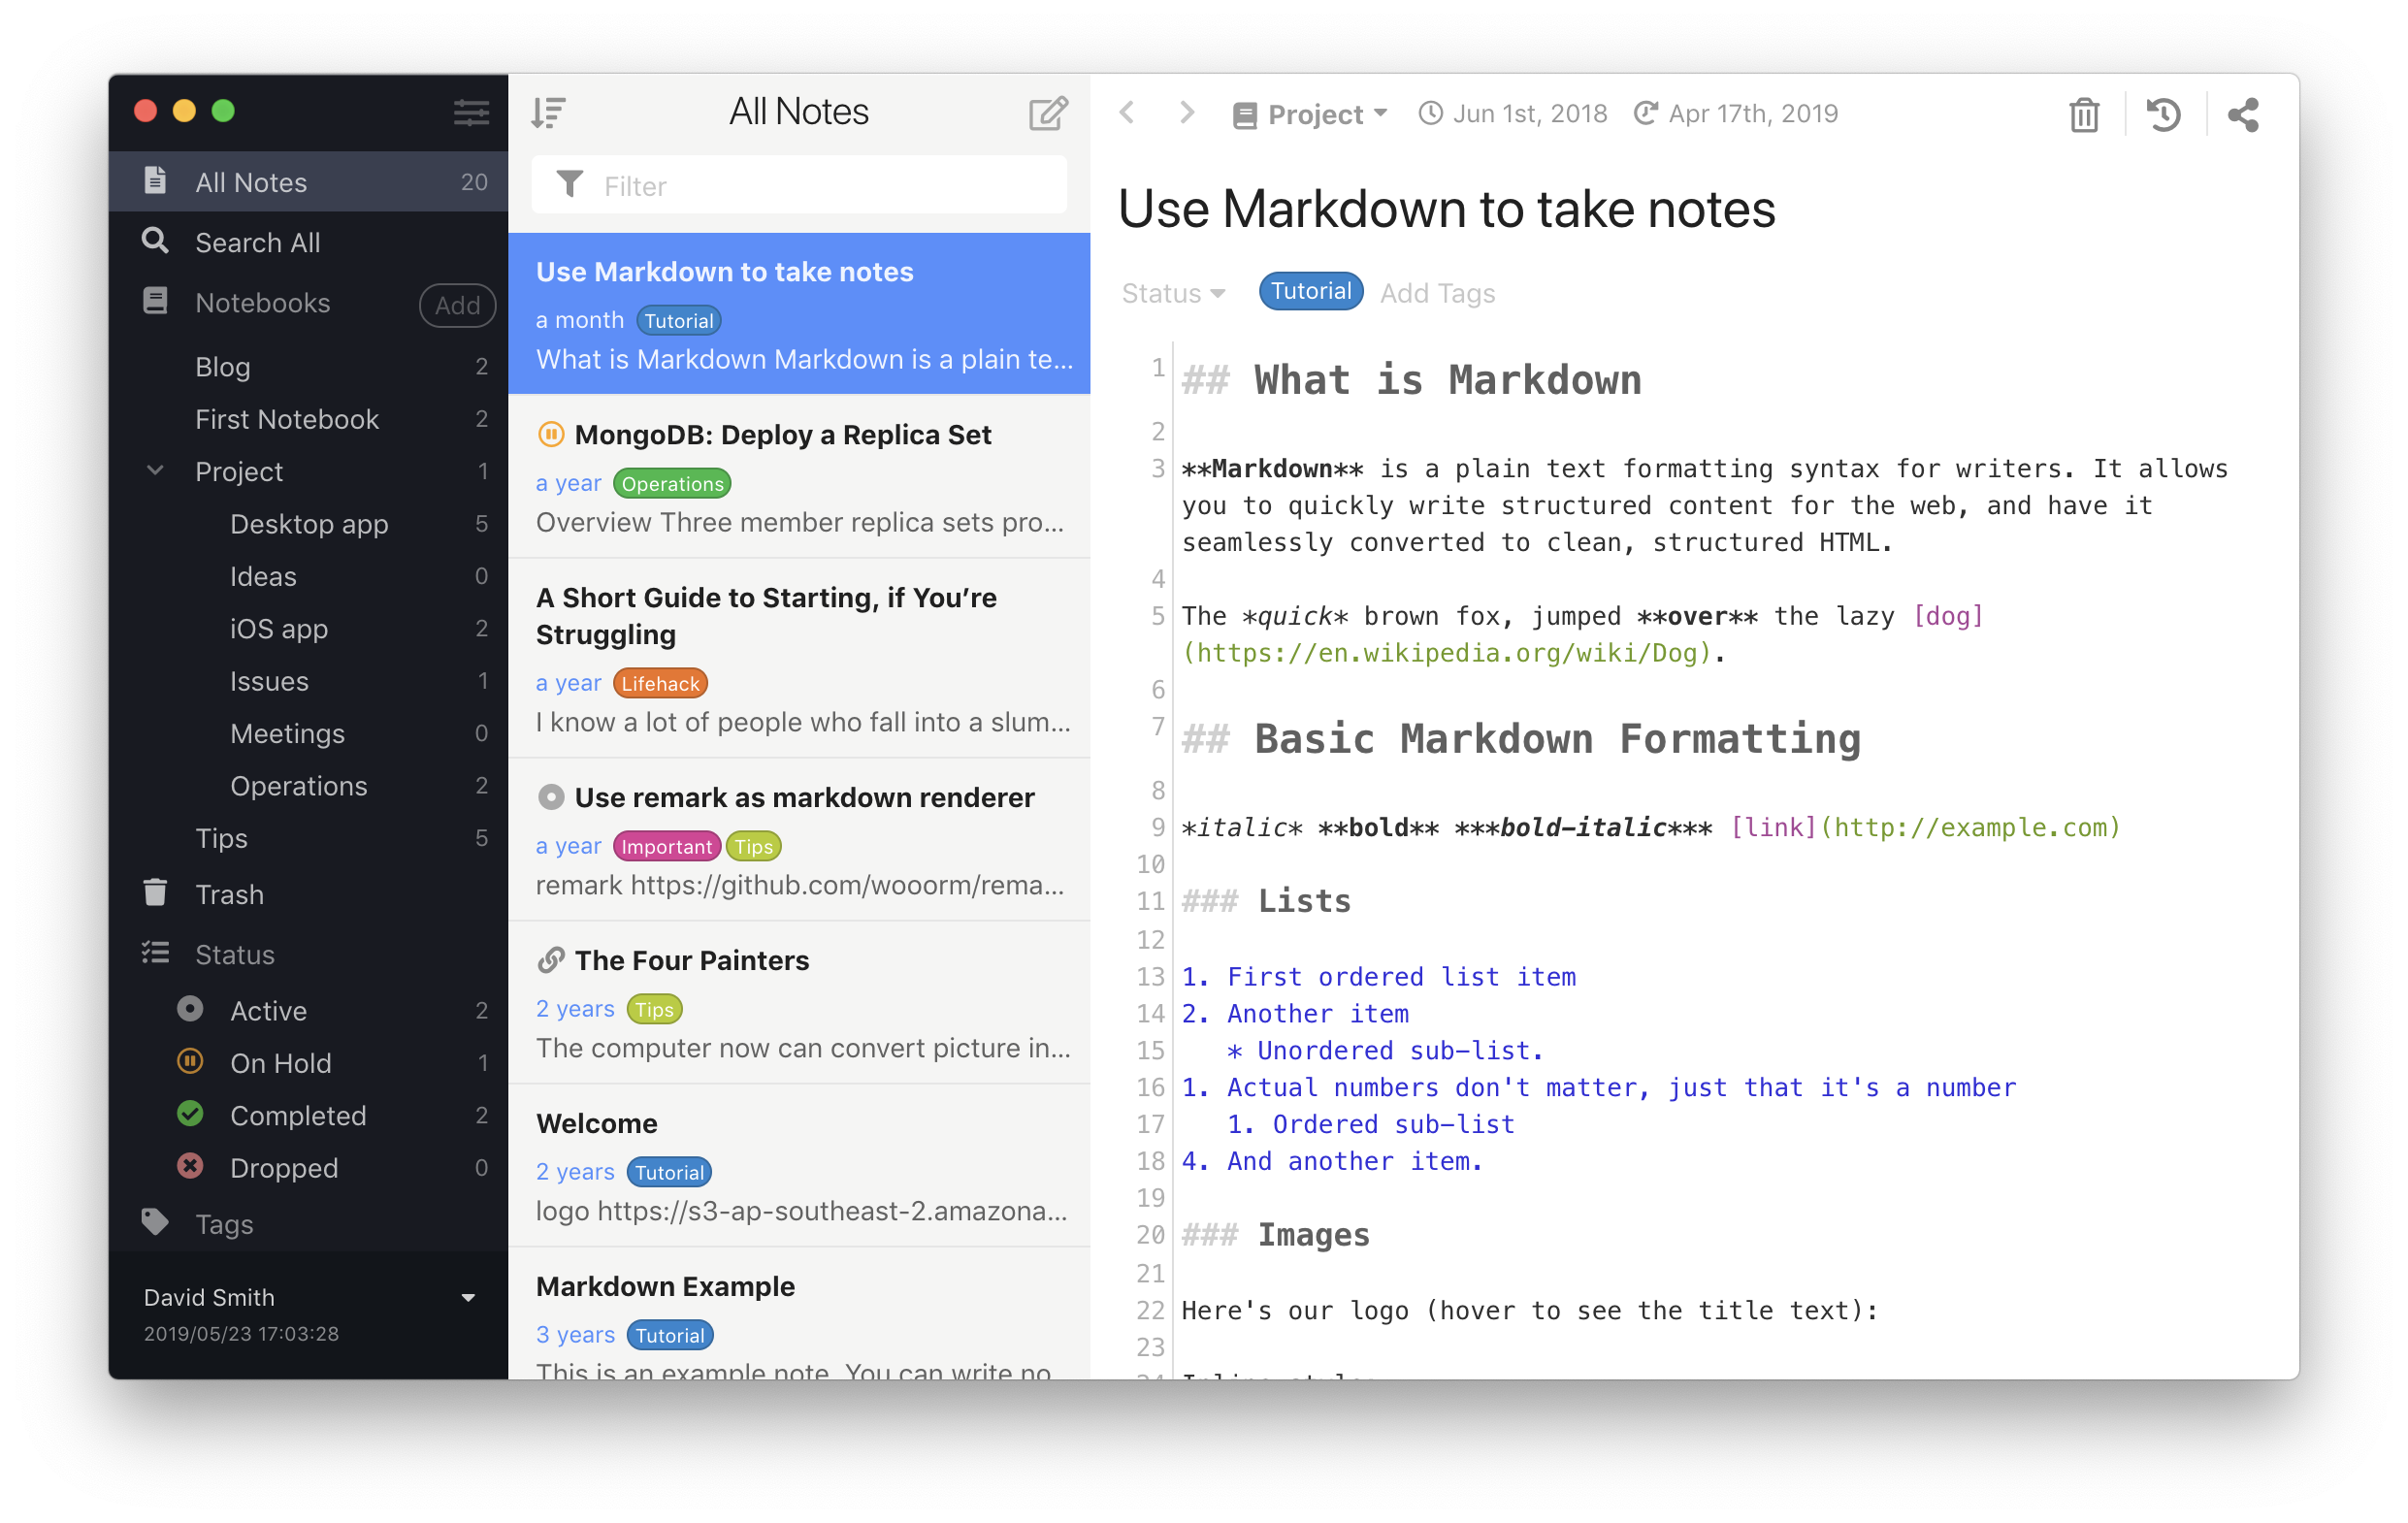 All Notes 20
Search All
Notebooks Add
Blog 2
First Notebook 2
Project 1
Desktop app 5
Ideas 0
iOS app 2
Issues 1
Meetings 0
Operations 2
Tips 5
Trash
Status
Active 2
On Hold 1
Completed 2
Dropped 0
Tags
David Smith
2019/05/23 17:03:28
All Notes
Filter
Use Markdown to take notes
a month Tutorial
What is Markdown Markdown is a plain te...
MongoDB: Deploy a Replica Set
a year Operations
Overview Three member replica sets pro...
A Short Guide to Starting, if You’re
Struggling
a year Lifehack
I know a lot of people who fall into a slum...
Use remark as markdown renderer
a year Important Tips
remark https://github.com/wooorm/rema...
The Four Painters
2 years Tips
The computer now can convert picture in...
Welcome
2 years Tutorial
logo https://s3-ap-southeast-2.amazona...
Markdown Example
3 years Tutorial
This is an example note. You can write no
Project Jun 1st, 2018 Apr 17th, 2019
Use Markdown to take notes
Status Tutorial Add Tags
1 ## What is Markdown
2
3 **Markdown** is a plain text formatting syntax for writers. It allows
you to quickly write structured content for the web, and have it
seamlessly converted to clean, structured HTML.
4
5 The *quick* brown fox, jumped **over** the lazy [dog]
(https://en.wikipedia.org/wiki/Dog).
6
7 ## Basic Markdown Formatting
8
9 *italic* **bold** ***bold-italic*** [link](http://example.com)
10
11 ### Lists
12
13 1. First ordered list item
14 2. Another item
15 * Unordered sub-list.
16 1. Actual numbers don't matter, just that it's a number
17 1. Ordered sub-list
18 4. And another item.
19
20 ### Images
21
22 Here's our logo (hover to see the title text):
23